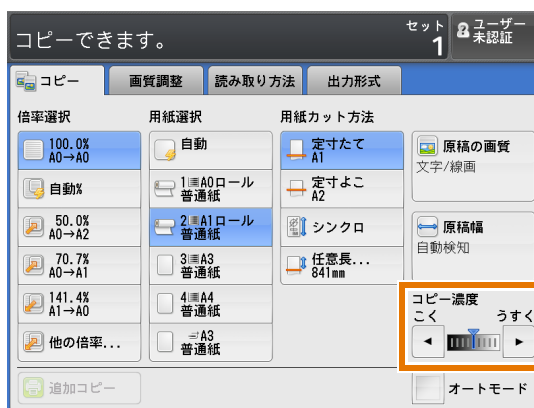 コピーできます。
セット
1
ユーザー
未認証
コピー
画質調整
読み取り方法
出力形式
倍率選択
100.0%
A0→A0
自動%
50.0%
A0→A2
70.7%
A0→A1
141.4%
A1→A0
他の倍率...
用紙選択
自動
1 A0ロール
普通紙
2 A1ロール
普通紙
3 A3
普通紙
4 A4
普通紙
A3
普通紙
用紙カット方法
定寸たて
A1
定寸よこ
A2
シンクロ
任意長...
841mm
原稿の画質
文字/線画
原稿幅
自動検知
コピー濃度
こく うすく
追加コピー
オートモード